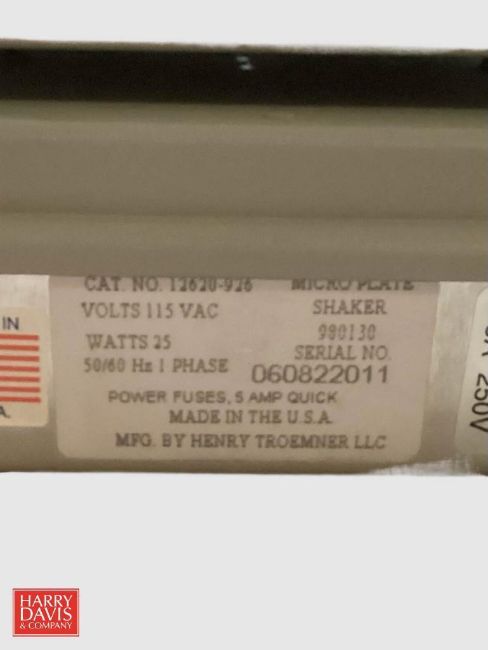 CAT. NO. 12620-926 MICRO PLATE
VOLTS 115 VAC SHAKER
980130
WATTS 25 SERIAL NO.
50/60 Hz 1 PHASE 060822011
POWER FUSES, 5 AMP QUICK
MADE IN THE U.S.A.
MFG. BY HENRY TROEMNER LLC
IN
A.
250V
HARRY
DAVIS
& COMPANY